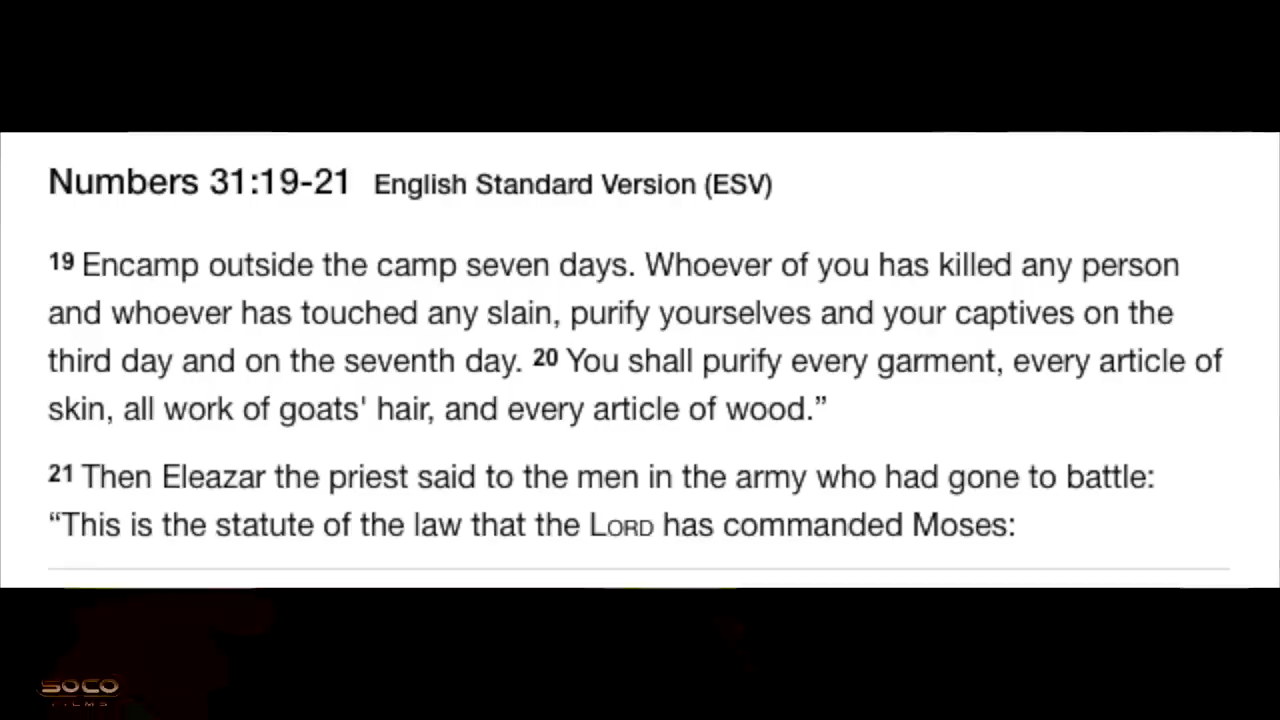 Numbers 31:19-21 English Standard Version (ESV)
19 Encamp outside the camp seven days. Whoever of you has killed any person
and whoever has touched any slain, purify yourselves and your captives on the
third day and on the seventh day. 20 You shall purify every garment, every article of
skin, all work of goats' hair, and every article of wood.”
21 Then Eleazar the priest said to the men in the army who had gone to battle:
“This is the statute of the law that the LORD has commanded Moses:
SOCO
FILMS